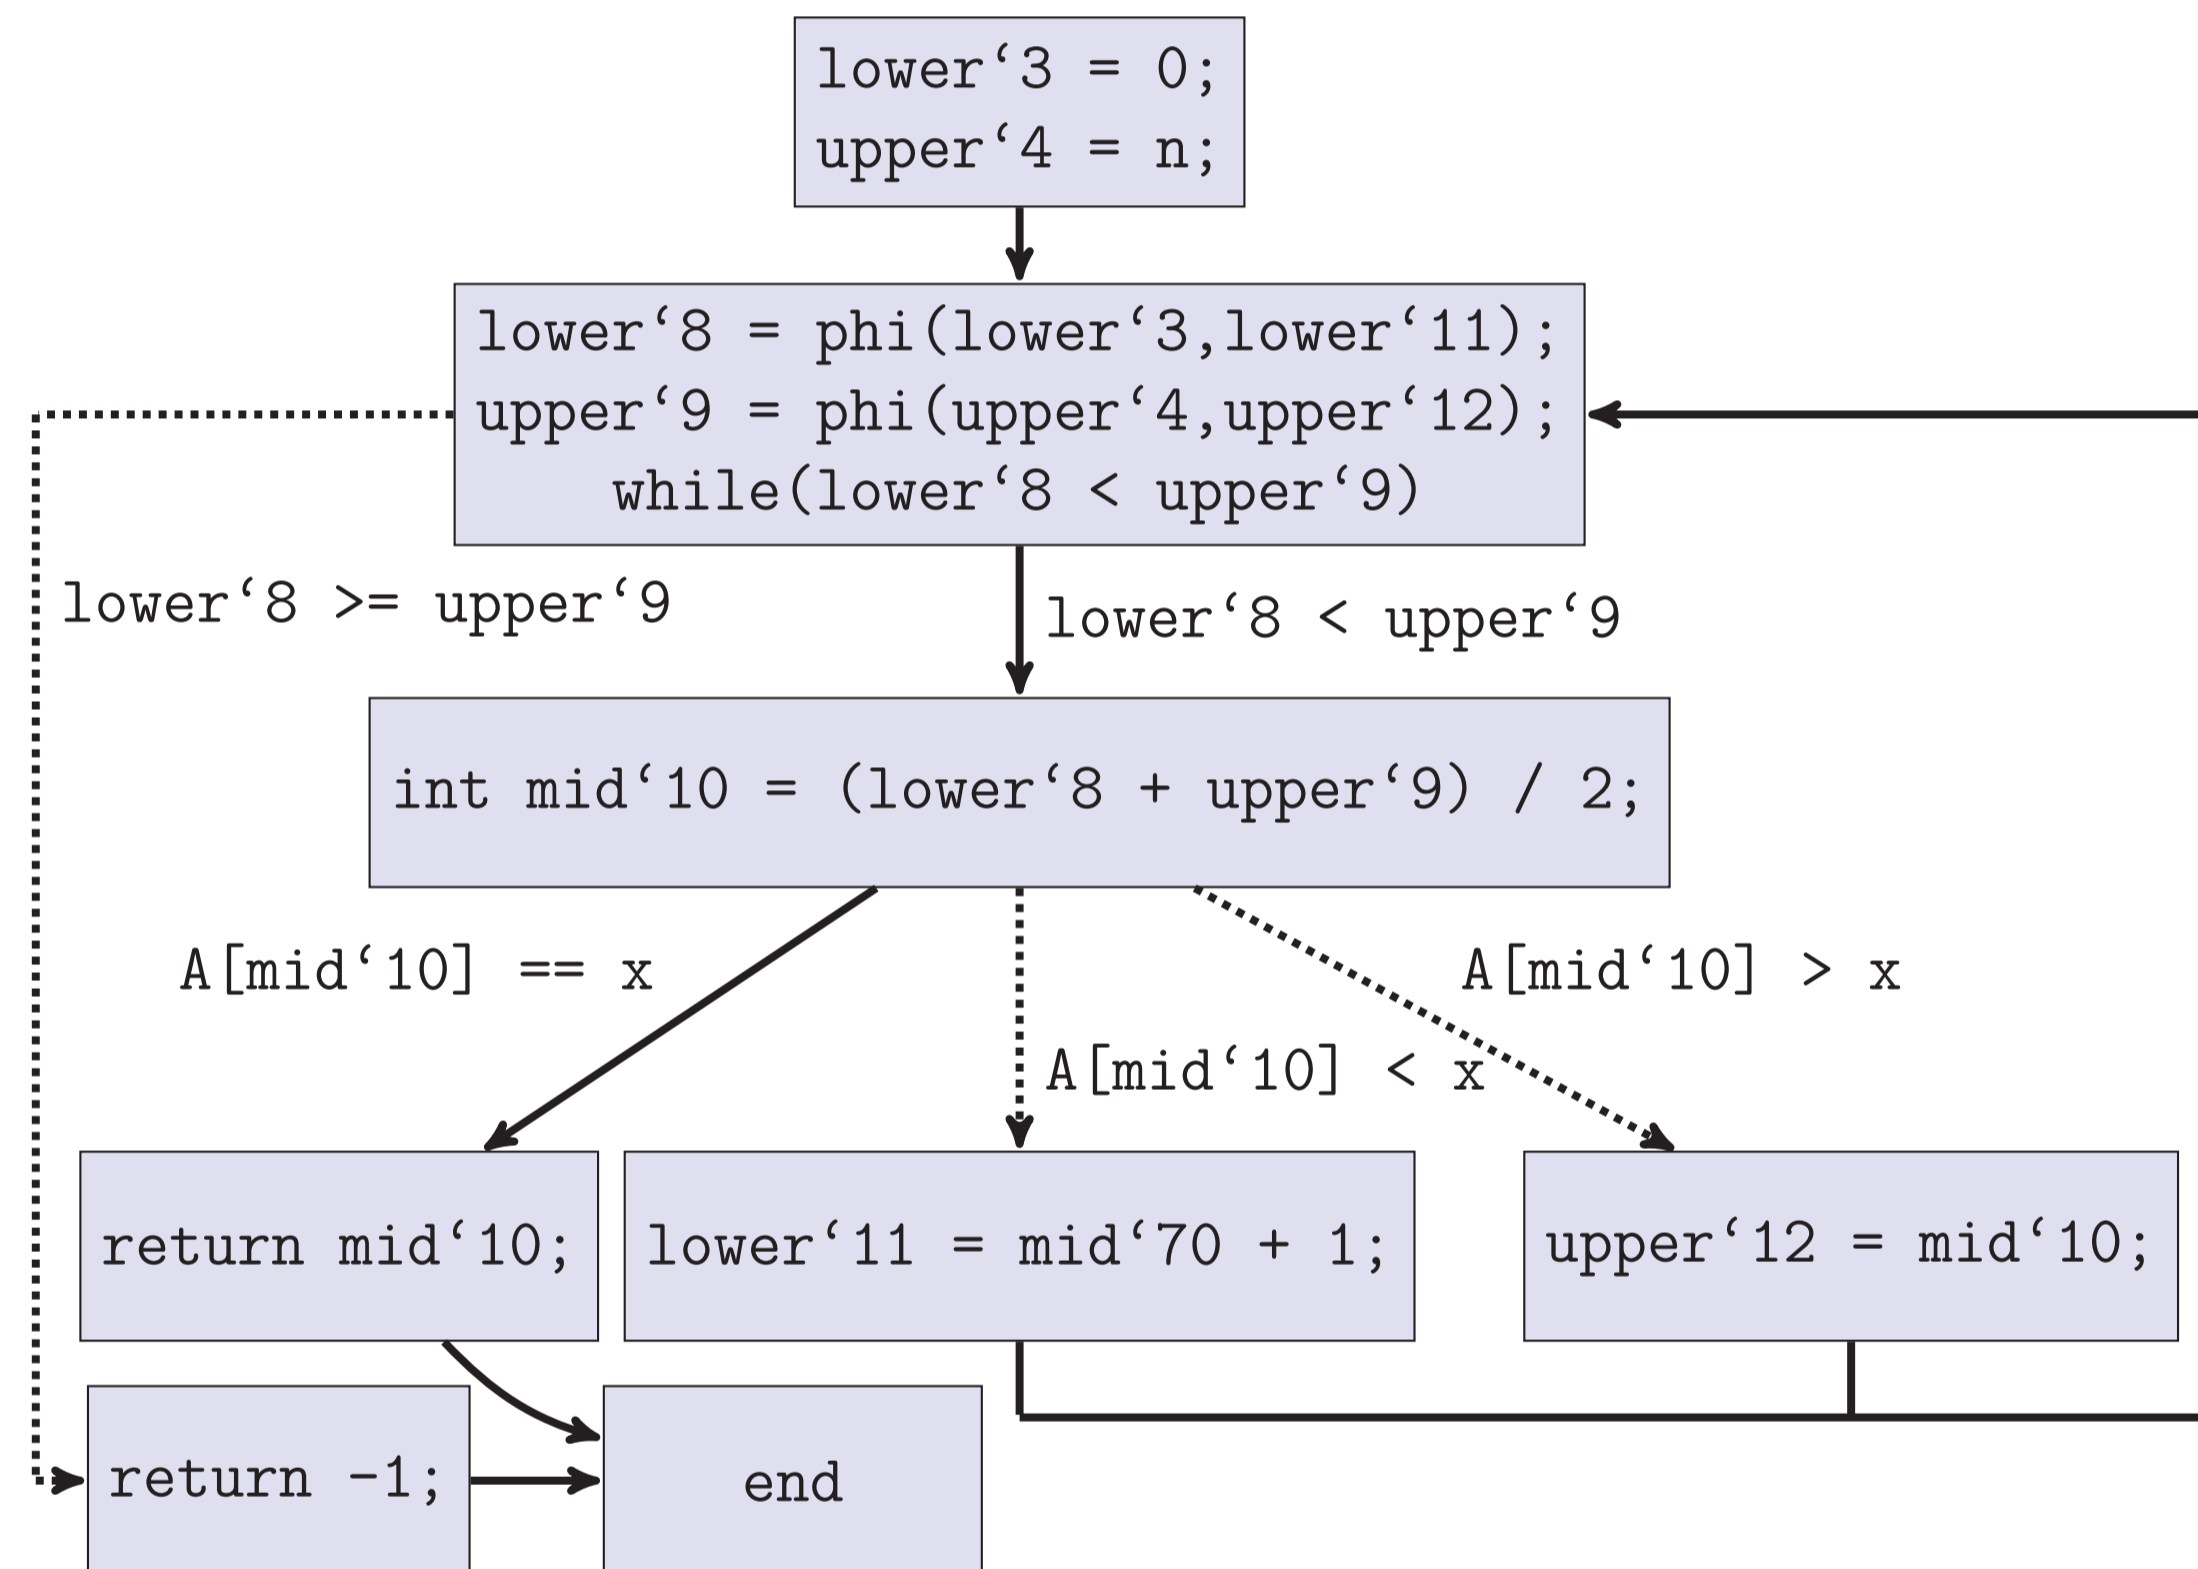 lower‘3 = 0;
upper‘4 = n;
lower‘8 = phi(lower‘3,lower‘11);
upper‘9 = phi(upper‘4,upper‘12);
while(lower‘8 < upper‘9)
lower‘8 >= upper‘9
lower‘8 < upper‘9
int mid‘10 = (lower‘8 + upper‘9) / 2;
A[mid‘10] == x
A[mid‘10] > x
A[mid‘10] < x
return mid‘10;
lower‘11 = mid‘70 + 1;
upper‘12 = mid‘10;
return -1;
end